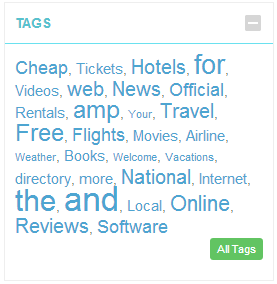 TAGS
Cheap, Tickets, Hotels, for,
Videos, web, News, Official,
Rentals, amp, Your, Travel,
Free, Flights, Movies, Airline,
Weather, Books, Welcome, Vacations,
directory, more, National, Internet,
the, and, Local, Online,
Reviews, Software
All Tags